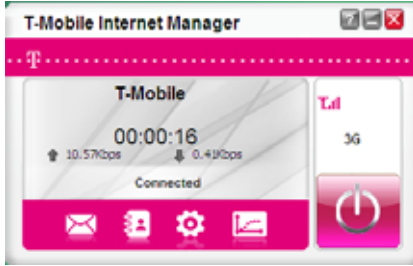 T-Mobile Internet Manager
?
T
T-Mobile
00:00:16
10.57Kbps 0.41Kbps
Connected
3G